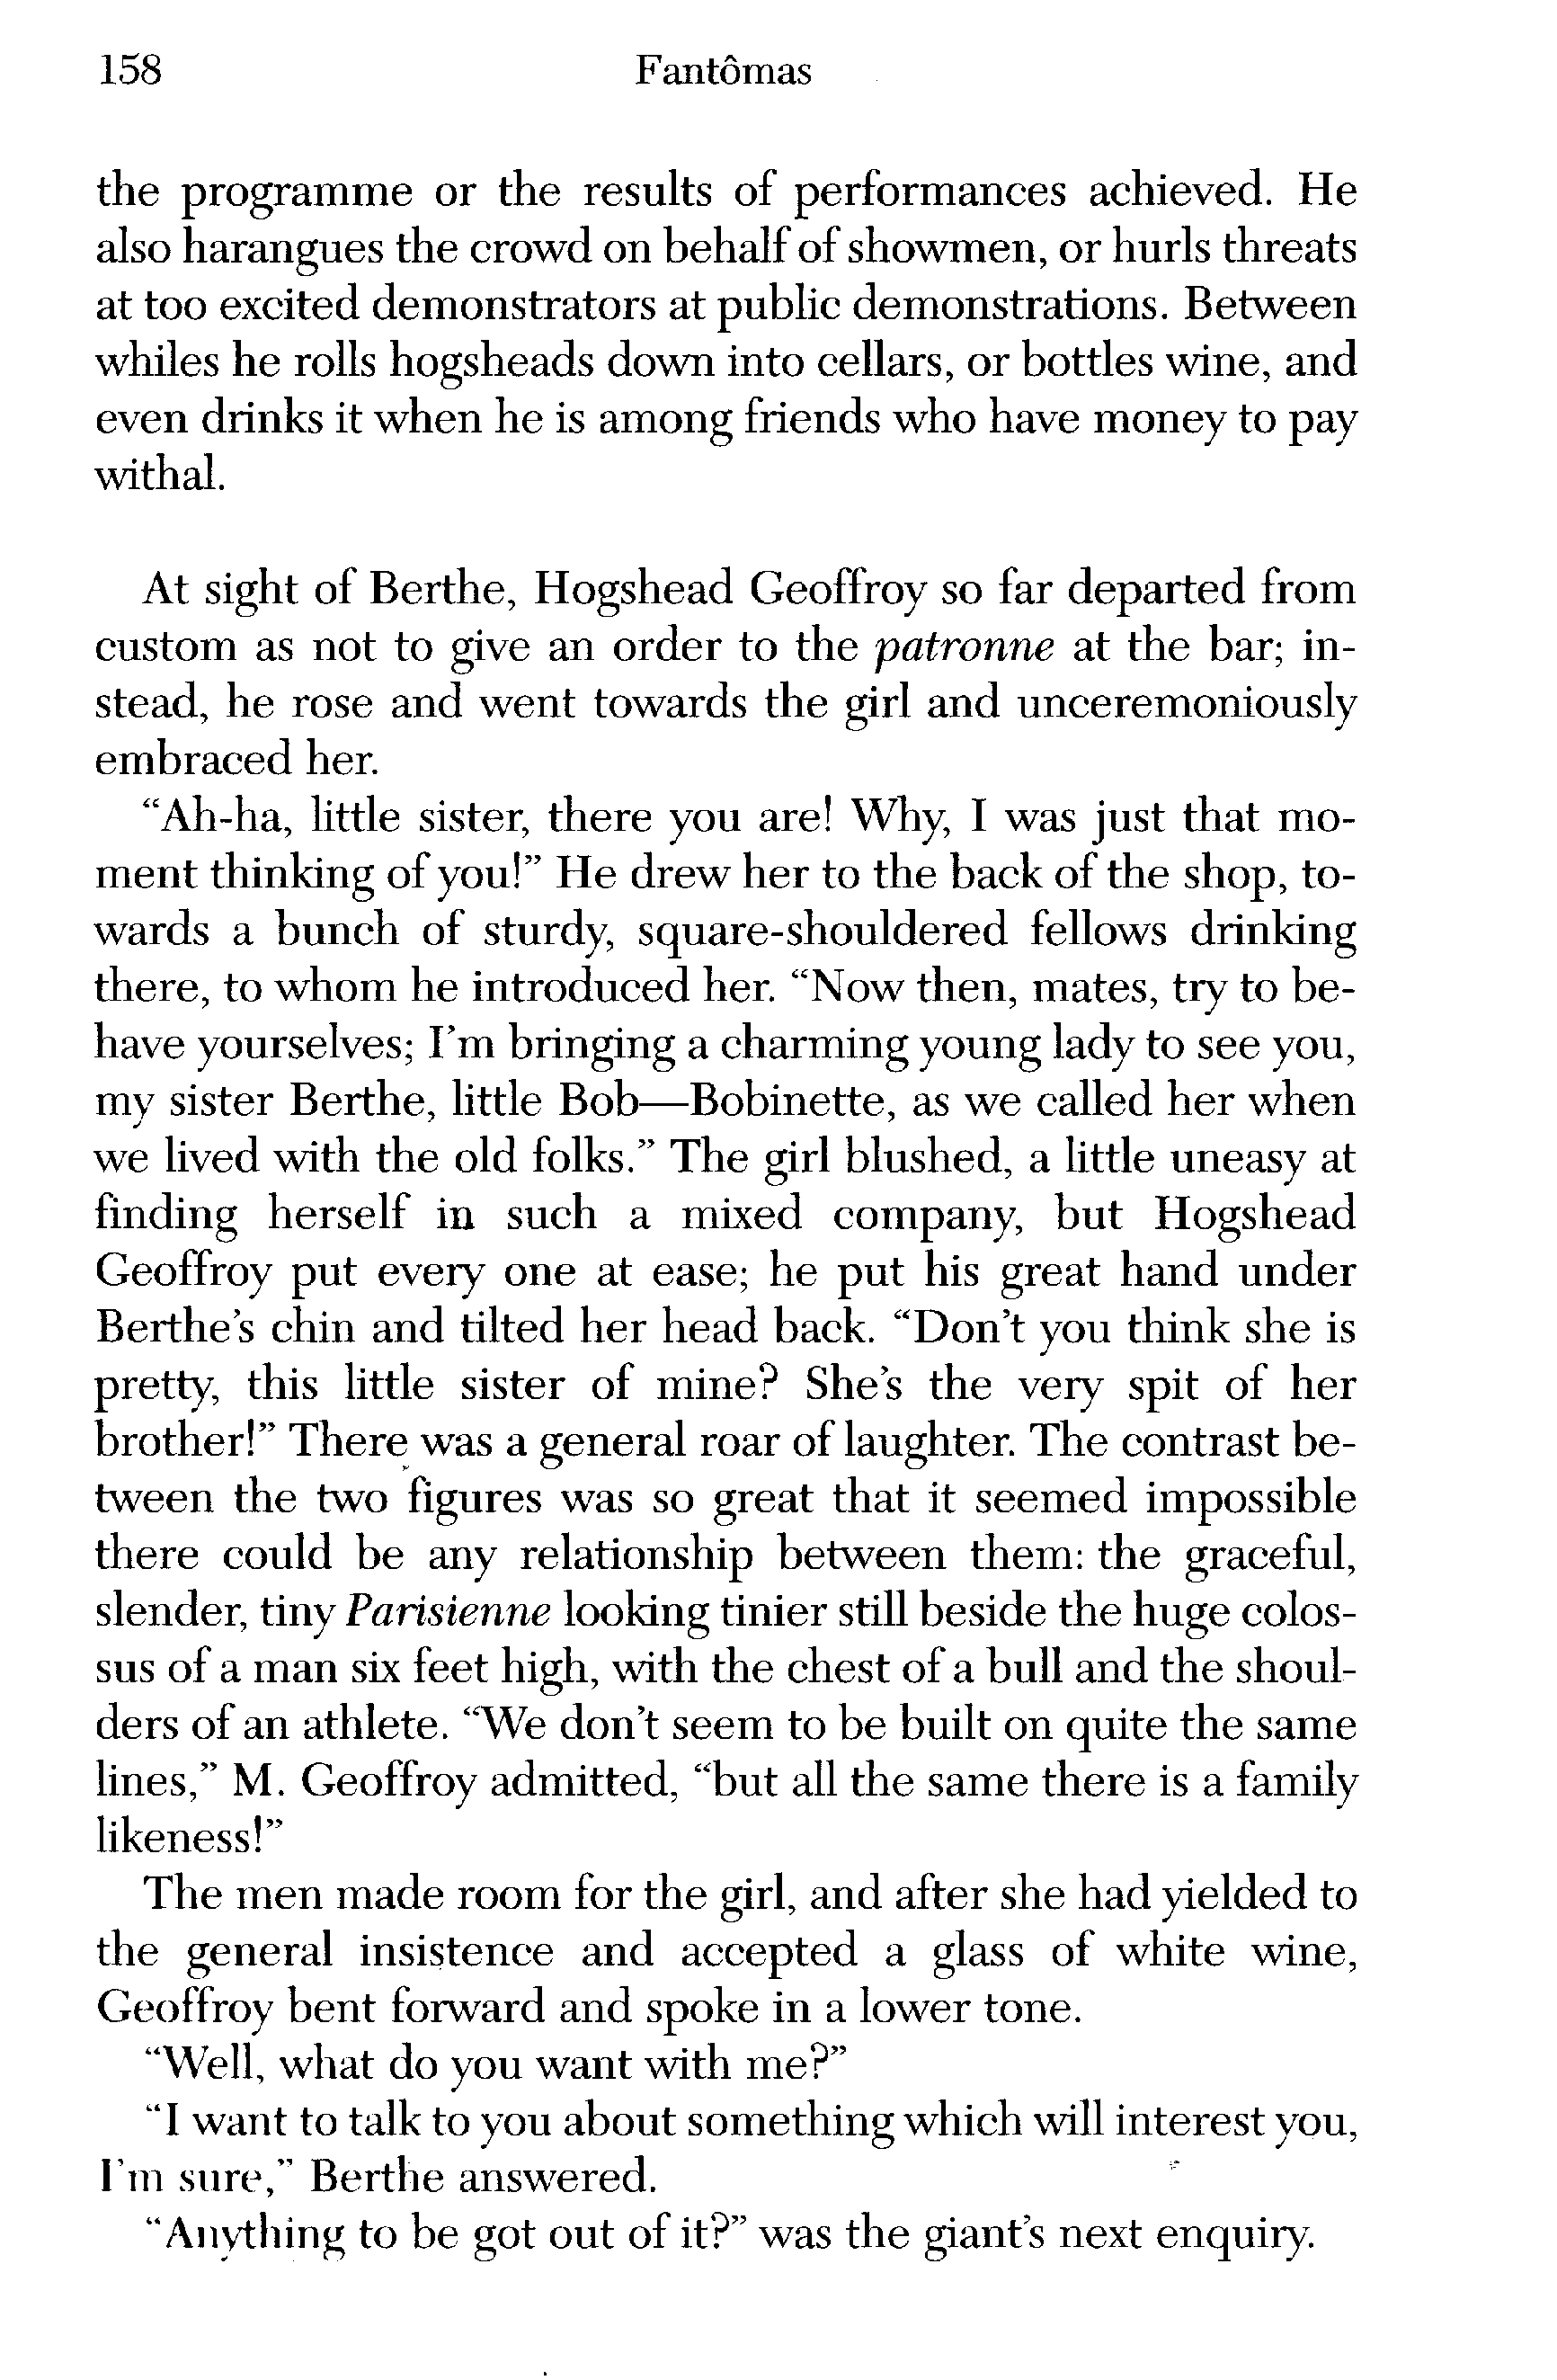 158 Fantômas
the programme or the results of performances achieved. He
also harangues the crowd on behalf of showmen, or hurls threats
at too excited demonstrators at public demonstrations. Between
whiles he rolls hogsheads down into cellars, or bottles wine, and
even drinks it when he is among friends who have money to pay
withal.
At sight of Berthe, Hogshead Geoffroy so far departed from
custom as not to give an order to the patronne at the bar; in-
stead, he rose and went towards the girl and unceremoniously
embraced her.
“Ah-ha, little sister, there you are! Why, I was just that mo-
ment thinking of you!” He drew her to the back of the shop, to-
wards a bunch of sturdy, square-shouldered fellows drinking
there, to whom he introduced her. “Now then, mates, try to be-
have yourselves; I’m bringing a charming young lady to see you,
my sister Berthe, little Bob—Bobinette, as we called her when
we lived with the old folks.” The girl blushed, a little uneasy at
finding herself in such a mixed company, but Hogshead
Geoffroy put every one at ease; he put his great hand under
Berthe’s chin and tilted her head back. “Don’t you think she is
pretty, this little sister of mine? She’s the very spit of her
brother!” There was a general roar of laughter. The contrast be-
tween the two figures was so great that it seemed impossible
there could be any relationship between them: the graceful,
slender, tiny Parisienne looking tinier still beside the huge colos-
sus of a man six feet high, with the chest of a bull and the shoul-
ders of an athlete. “We don’t seem to be built on quite the same
lines,” M. Geoffroy admitted, “but all the same there is a family
likeness!”
The men made room for the girl, and after she had yielded to
the general insistence and accepted a glass of white wine,
Geoffroy bent forward and spoke in a lower tone.
“Well, what do you want with me?”
“I want to talk to you about something which will interest you,
I’m sure,” Berthe answered.
“Anything to be got out of it?” was the giant’s next enquiry.